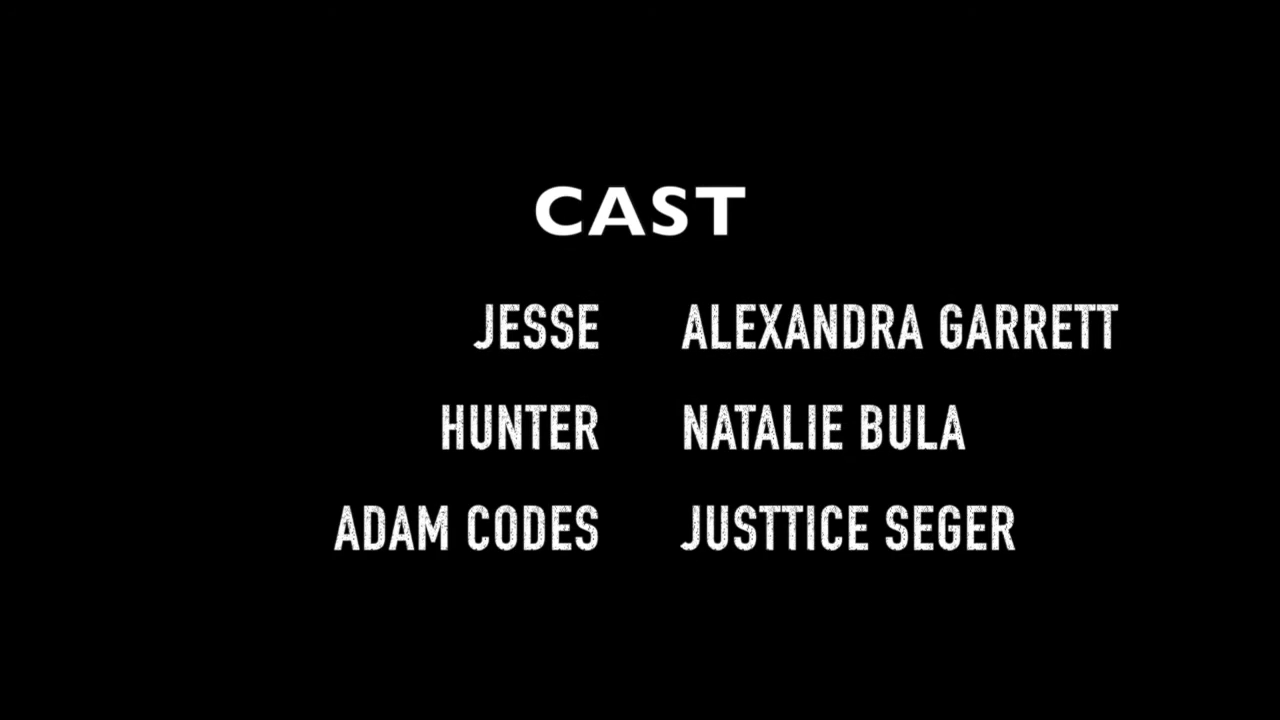 CAST
JESSE ALEXANDRA GARRETT
HUNTER NATALIE BULA
ADAM CODES JUSTTICE SEGER